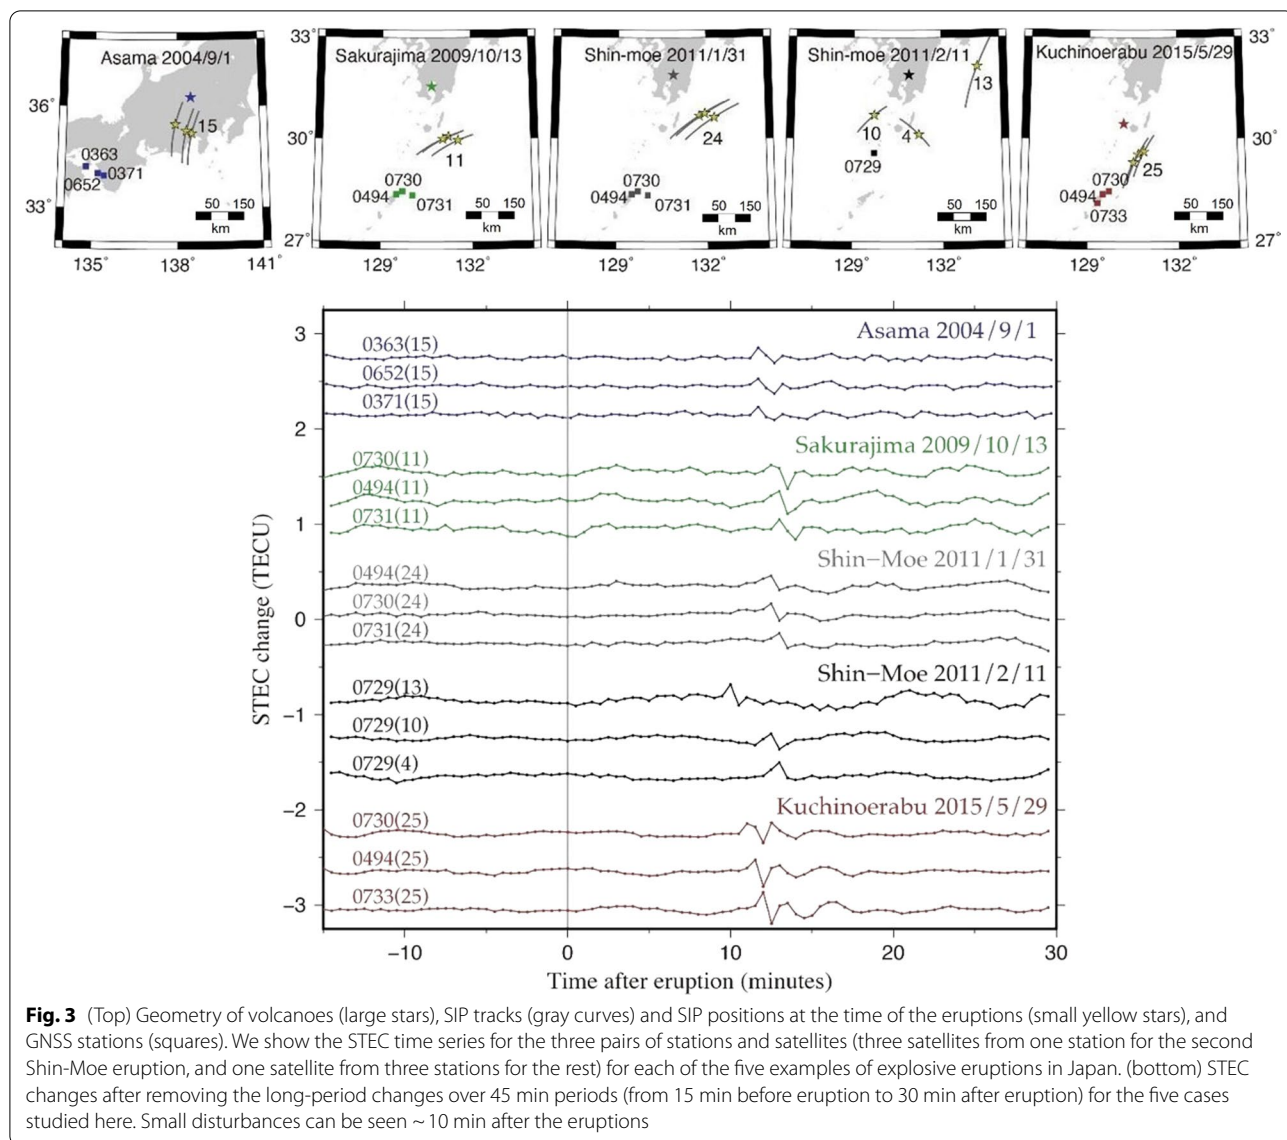 Asama 2004/9/1
36°
33°
15
0363
0652
0371
50 150
km
135° 138° 141°
33°
30°
27°
Sakurajima 2009/10/13
11
0730
0494
0731
50 150
km
129° 132°
Shin-moe 2011/1/31
24
0730
0494
0731
50 150
km
129° 132°
Shin-moe 2011/2/11
13
10
4
0729
50 150
km
129° 132°
Kuchinoerabu 2015/5/29
33°
30°
27°
25
0730
0494
0733
50 150
km
129° 132°
STEC change (TECU)
3
2
1
0
−1
−2
−3
Asama 2004/9/1
0363(15)
0652(15)
0371(15)
Sakurajima 2009/10/13
0730(11)
0494(11)
0731(11)
Shin−Moe 2011/1/31
0494(24)
0730(24)
0731(24)
Shin−Moe 2011/2/11
0729(13)
0729(10)
0729(4)
Kuchinoerabu 2015/5/29
0730(25)
0494(25)
0733(25)
−10 0 10 20 30
Time after eruption (minutes)
Fig. 3 (Top) Geometry of volcanoes (large stars), SIP tracks (gray curves) and SIP positions at the time of the eruptions (small yellow stars), and
GNSS stations (squares). We show the STEC time series for the three pairs of stations and satellites (three satellites from one station for the second
Shin-Moe eruption, and one satellite from three stations for the rest) for each of the five examples of explosive eruptions in Japan. (bottom) STEC
changes after removing the long-period changes over 45 min periods (from 15 min before eruption to 30 min after eruption) for the five cases
studied here. Small disturbances can be seen ~ 10 min after the eruptions